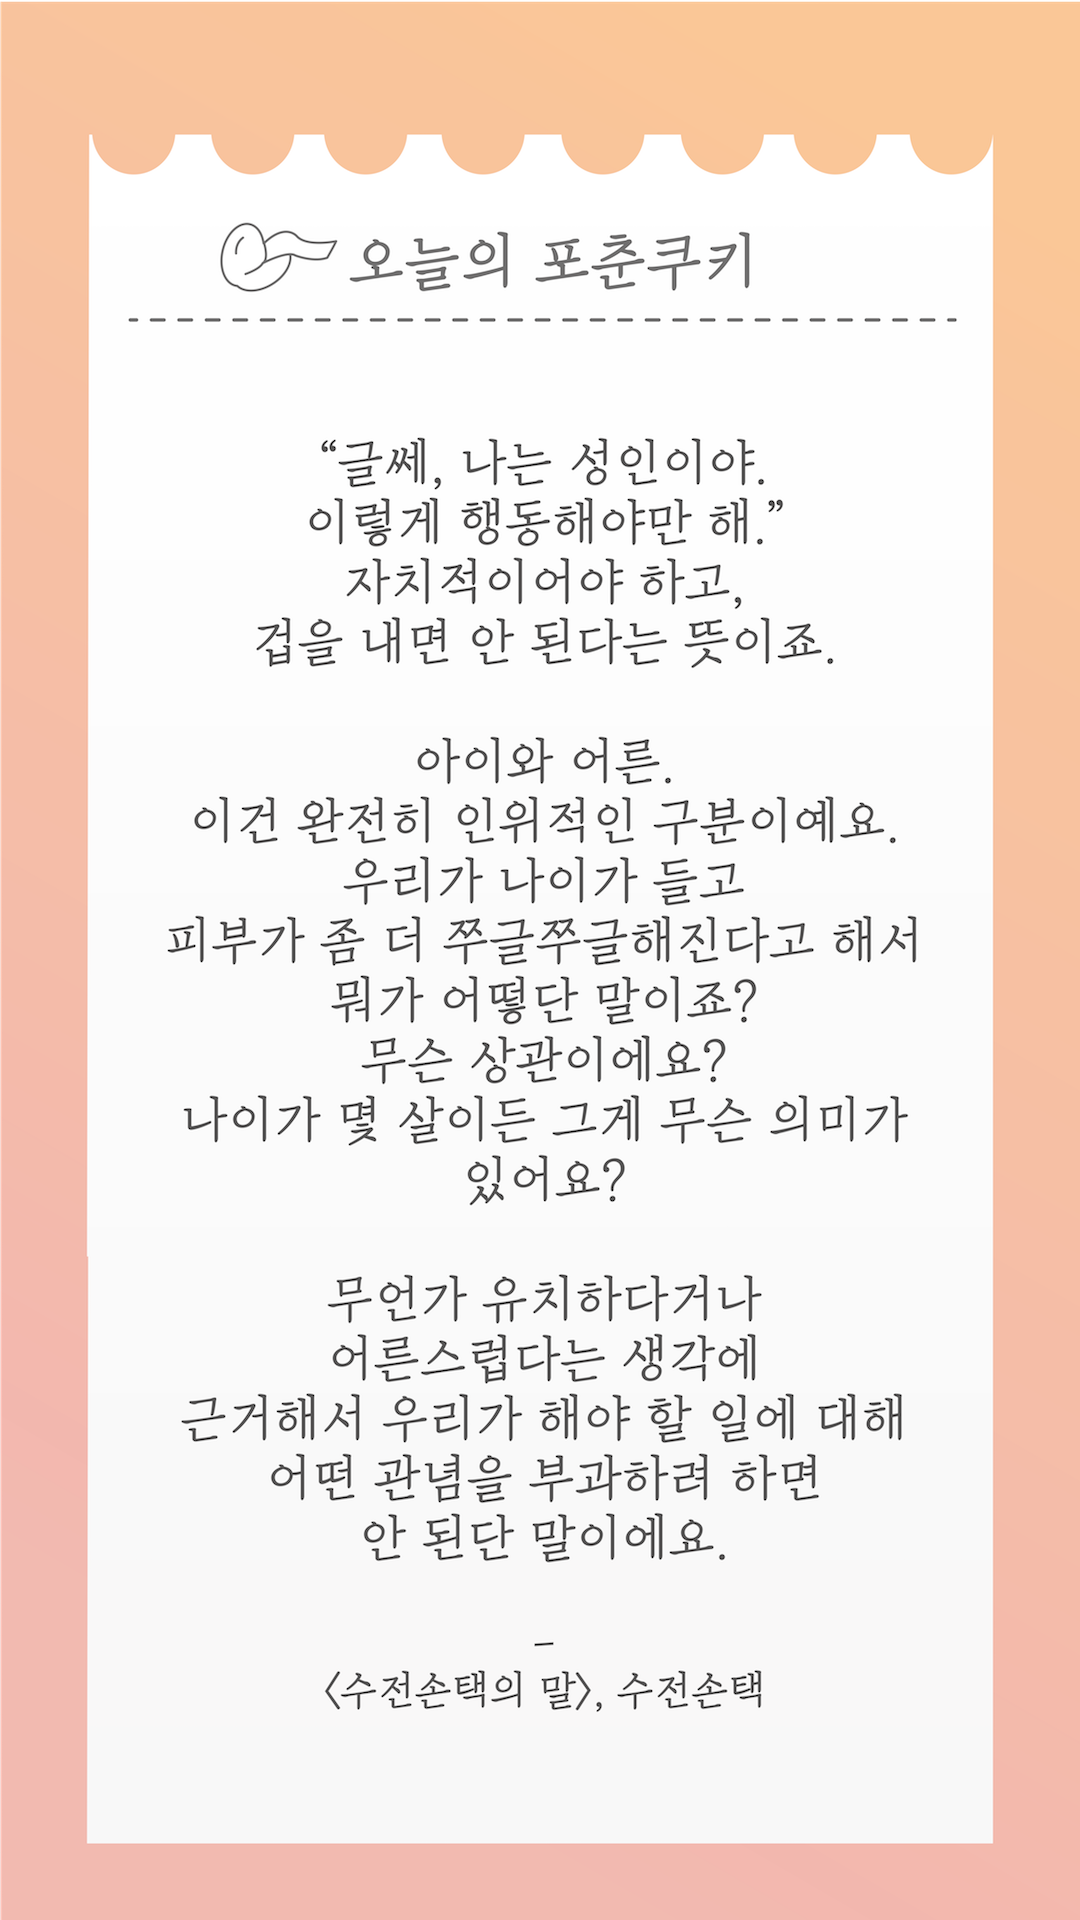 오늘의 포춘쿠키
“글쎄, 나는 성인이야.
이렇게 행동해야만 해.”
자치적이어야 하고,
겁을 내면 안 된다는 뜻이죠.
아이와 어른.
이건 완전히 인위적인 구분이예요.
우리가 나이가 들고
피부가 좀 더 쭈글쭈글해진다고 해서
뭐가 어떻단 말이죠?
무슨 상관이에요?
나이가 몇 살이든 그게 무슨 의미가
있어요?
무언가 유치하다거나
어른스럽다는 생각에
근거해서 우리가 해야 할 일에 대해
어떤 관념을 부과하려 하면
안 된단 말이에요.
–
〈수전손택의 말〉, 수전손택